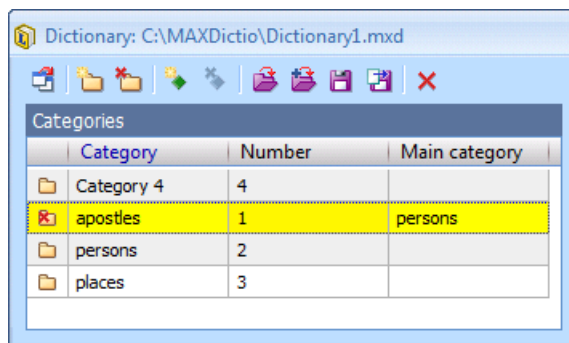 Dictionary: C:\MAXDictio\Dictionary1.mxd
Categories
Category Number Main category
Category 4 4
apostles 1 persons
persons 2
places 3